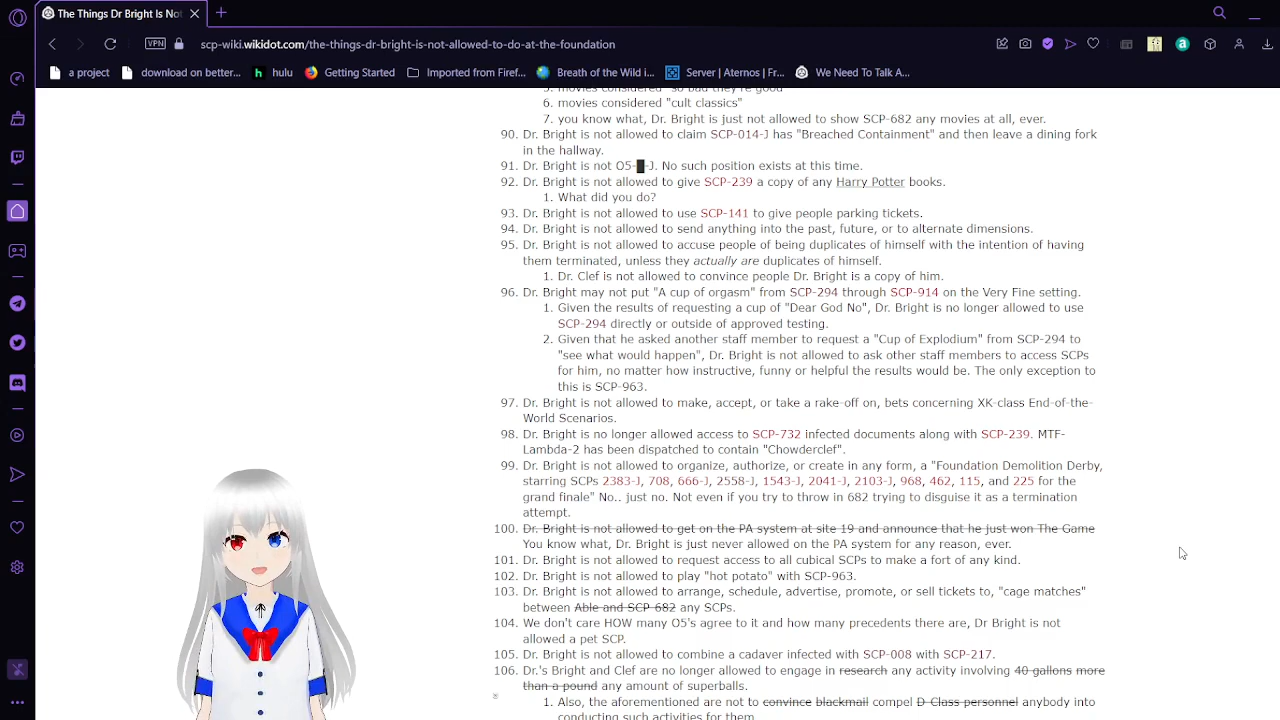 The Things Dr Bright Is Not
VPN
scp-wiki.wikidot.com/the-things-dr-bright-is-not-allowed-to-do-at-the-foundation
a project
download on better...
hulu
Getting Started
Imported from Firef...
Breath of the Wild i...
Server | Aternos | Fr...
We Need To Talk A...
5. movies considered "so bad they're good"
6. movies considered "cult classics"
7. you know what, Dr. Bright is just not allowed to show SCP-682 any movies at all, ever.
90. Dr. Bright is not allowed to claim SCP-014-J has "Breached Containment" and then leave a dining fork
in the hallway.
91. Dr. Bright is not O5-█-J. No such position exists at this time.
92. Dr. Bright is not allowed to give SCP-239 a copy of any Harry Potter books.
1. What did you do?
93. Dr. Bright is not allowed to use SCP-141 to give people parking tickets.
94. Dr. Bright is not allowed to send anything into the past, future, or to alternate dimensions.
95. Dr. Bright is not allowed to accuse people of being duplicates of himself with the intention of having
them terminated, unless they actually are duplicates of himself.
1. Dr. Clef is not allowed to convince people Dr. Bright is a copy of him.
96. Dr. Bright may not put "A cup of orgasm" from SCP-294 through SCP-914 on the Very Fine setting.
1. Given the results of requesting a cup of "Dear God No", Dr. Bright is no longer allowed to use
SCP-294 directly or outside of approved testing.
2. Given that he asked another staff member to request a "Cup of Explodium" from SCP-294 to
"see what would happen", Dr. Bright is not allowed to ask other staff members to access SCPs
for him, no matter how instructive, funny or helpful the results would be. The only exception to
this is SCP-963.
97. Dr. Bright is not allowed to make, accept, or take a rake-off on, bets concerning XK-class End-of-the-
World Scenarios.
98. Dr. Bright is no longer allowed access to SCP-732 infected documents along with SCP-239. MTF-
Lambda-2 has been dispatched to contain "Chowderclef".
99. Dr. Bright is not allowed to organize, authorize, or create in any form, a "Foundation Demolition Derby,
starring SCPs 2383-J, 708, 666-J, 2558-J, 1543-J, 2041-J, 2103-J, 968, 462, 115, and 225 for the
grand finale" No.. just no. Not even if you try to throw in 682 trying to disguise it as a termination
attempt.
100. Dr. Bright is not allowed to get on the PA system at site 19 and announce that he just won The Game
You know what, Dr. Bright is just never allowed on the PA system for any reason, ever.
101. Dr. Bright is not allowed to request access to all cubical SCPs to make a fort of any kind.
102. Dr. Bright is not allowed to play "hot potato" with SCP-963.
103. Dr. Bright is not allowed to arrange, schedule, advertise, promote, or sell tickets to, "cage matches"
between Able and SCP-682 any SCPs.
104. We don't care HOW many O5's agree to it and how many precedents there are, Dr Bright is not
allowed a pet SCP.
105. Dr. Bright is not allowed to combine a cadaver infected with SCP-008 with SCP-217.
106. Dr.'s Bright and Clef are no longer allowed to engage in research any activity involving 40 gallons more
than a pound any amount of superballs.
1. Also, the aforementioned are not to convince blackmail compel D-Class personnel anybody into
conducting such activities for them